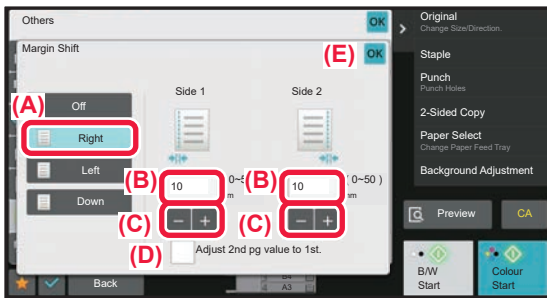 Others
OK
Margin Shift
(E)
OK
(A)
Off
Right
Left
Down
Side 1
Side 2
(B)
10
(0~5
(B)
10
(0~50 )
(C)
- +
(C)
- +
(D)
Adjust 2nd pg value to 1st.
Back
A3
Original
Change Size/Direction.
Staple
Punch
Punch Holes
2-Sided Copy
Paper Select
Change Paper Feed Tray
Background Adjustment
Preview
CA
B/W
Start
Colour
Start